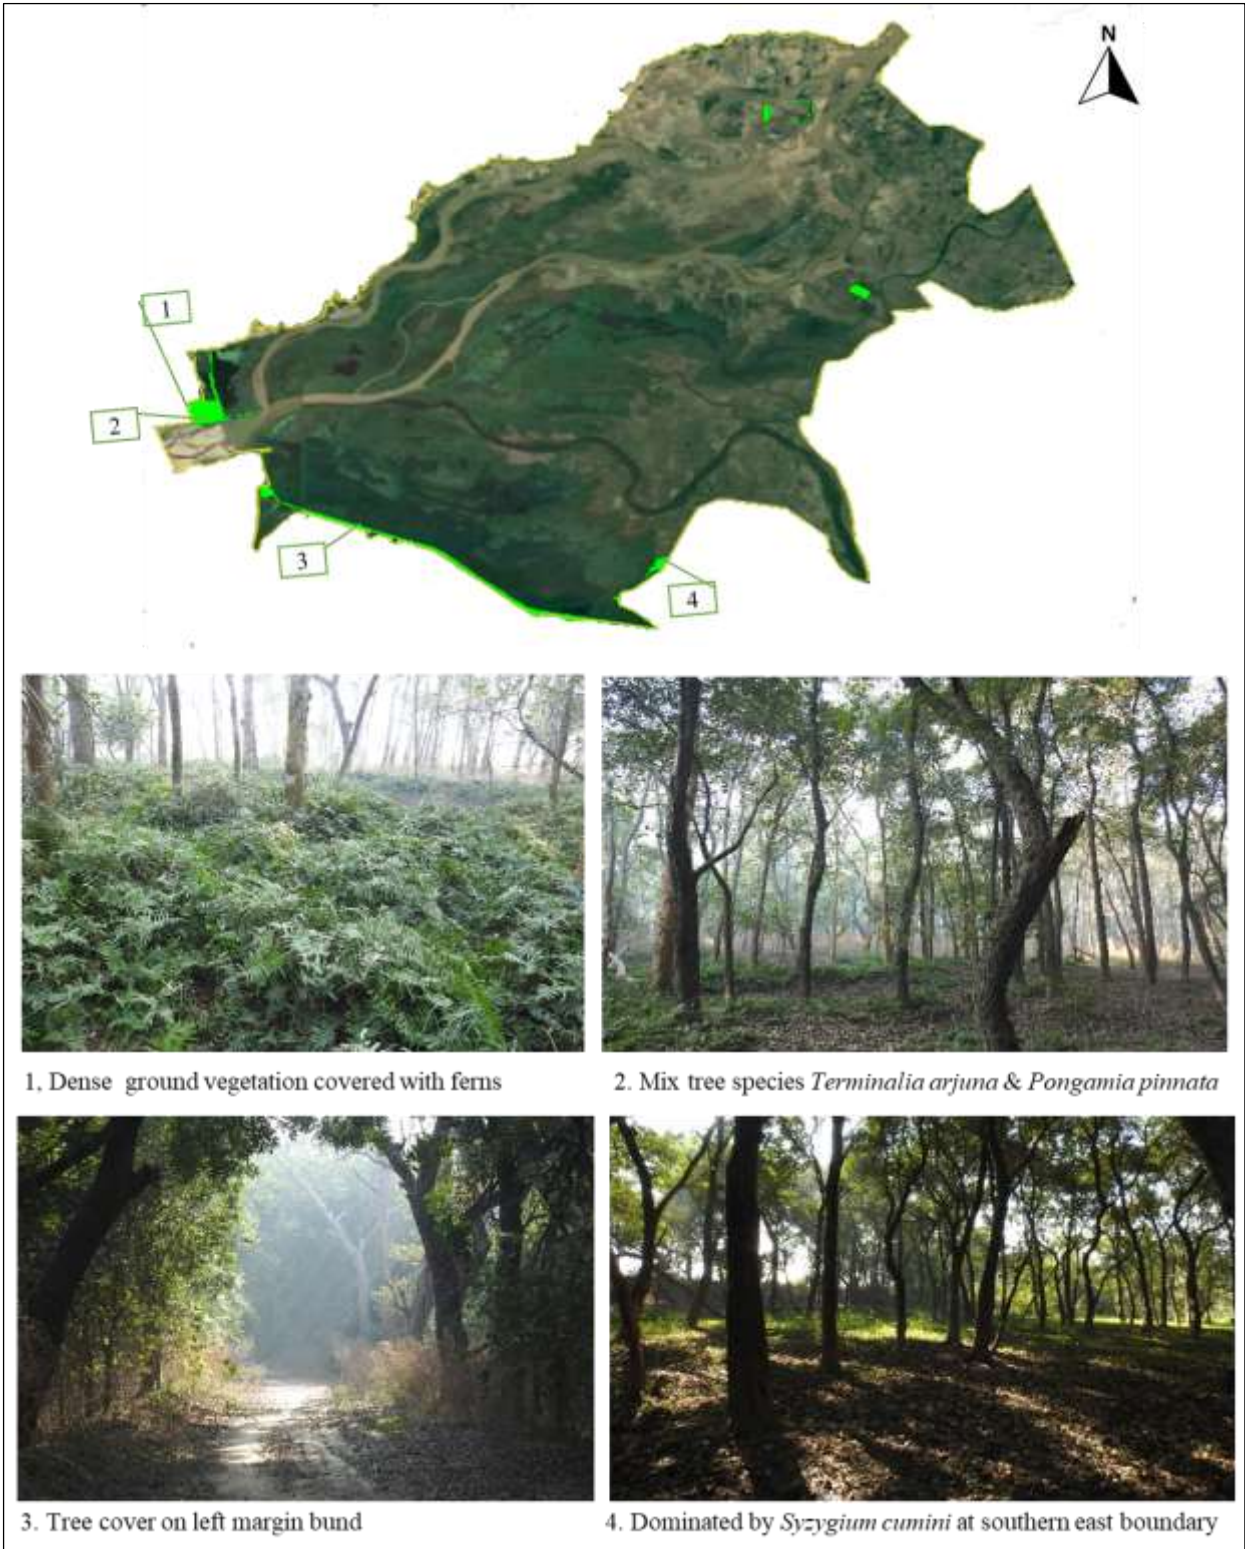 N
1
2
3
4
1, Dense ground vegetation covered with ferns
2. Mix tree species Terminalia arjuna & Pongamia pinnata
3. Tree cover on left margin bund
4. Dominated by Syzygium cumini at southern east boundary